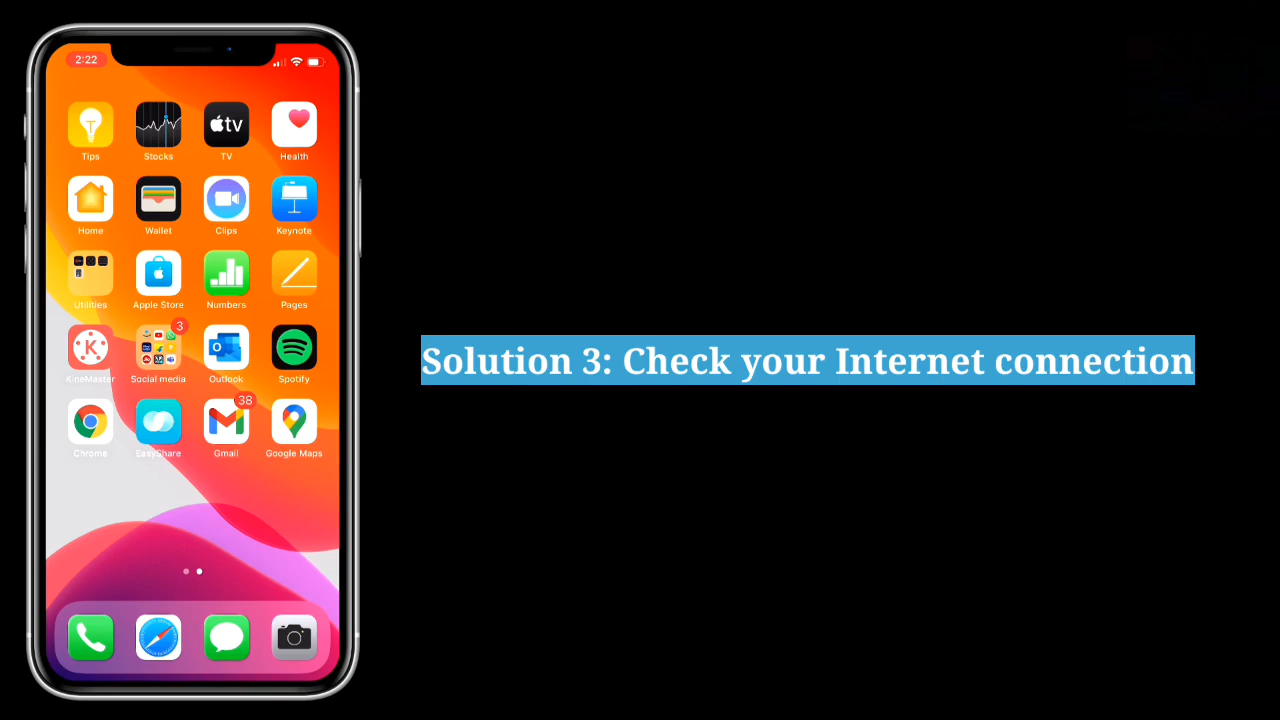 2:22
Tips Stocks TV Health
tv
Home Wallet Clips Keynote
Utilities Apple Store Numbers Pages
3
KineMaster Social media Outlook Spotify
38
Chrome EasyShare Gmail Google Maps
Solution 3: Check your Internet connection